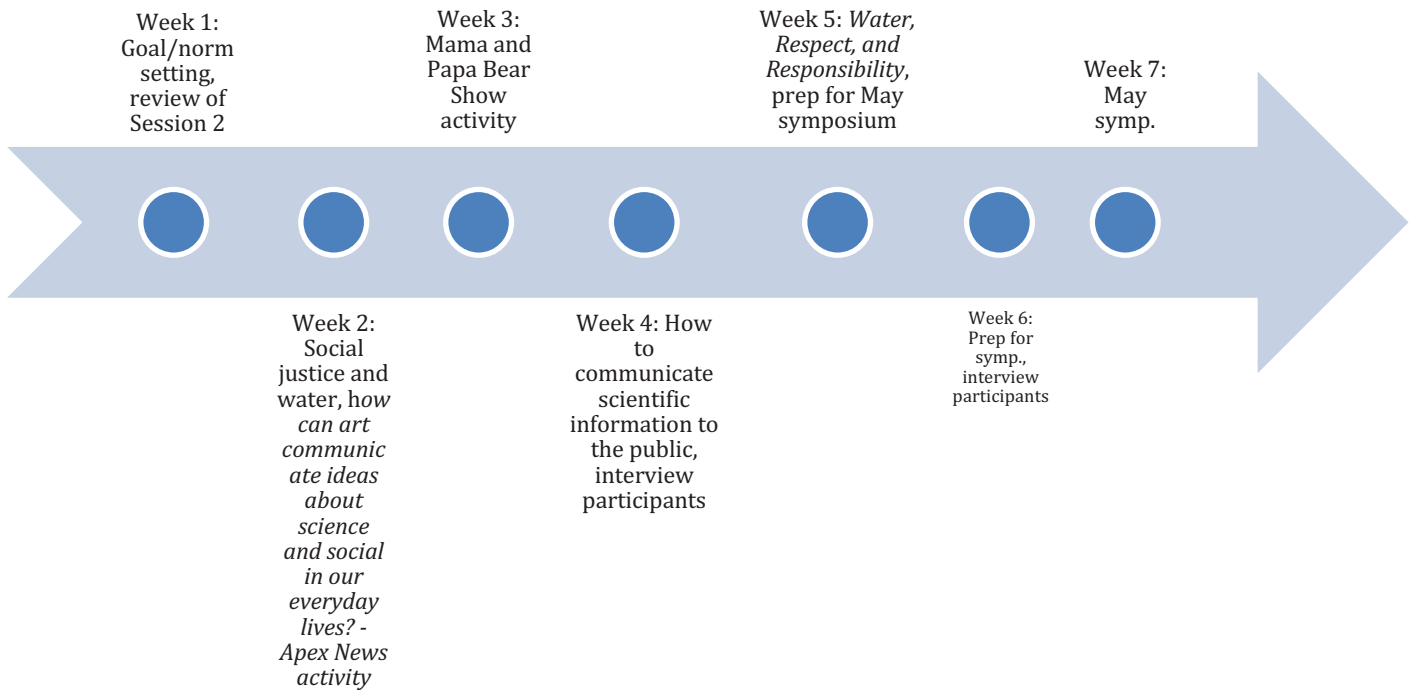 Week 1:
Goal/norm
setting,
review of
Session 2
Week 2:
Social
justice and
water, how
can art
communic
ate ideas
about
science
and social
in our
everyday
lives? -
Apex News
activity
Week 3:
Mama and
Papa Bear
Show
activity
Week 4: How
to
communicate
scientific
information to
the public,
interview
participants
Week 5: Water,
Respect, and
Responsibility,
prep for May
symposium
Week 6:
Prep for
symp.,
interview
participants
Week 7:
May
symp.